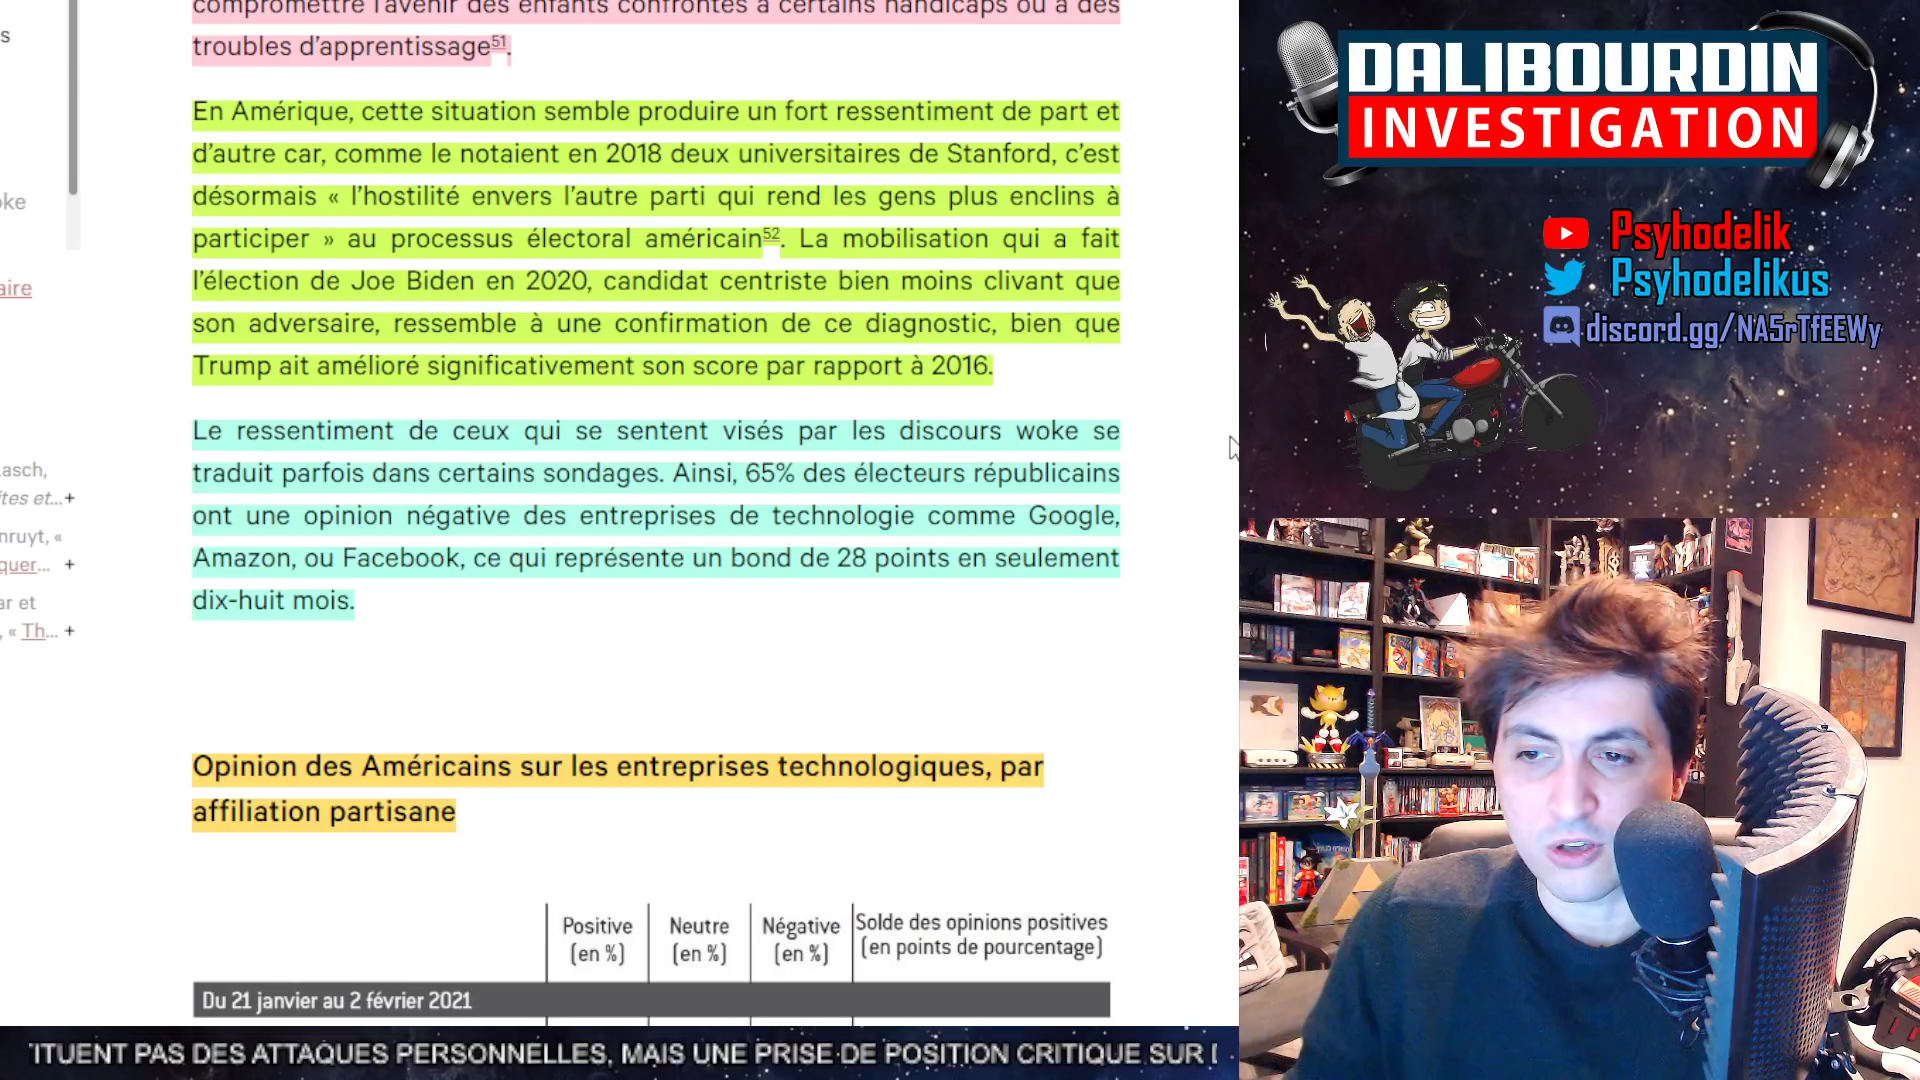 compromettre l'avenir des enfants confrontés à certains handicaps ou à des
troubles d'apprentissage51.
En Amérique, cette situation semble produire un fort ressentiment de part et
d'autre car, comme le notaient en 2018 deux universitaires de Stanford, c'est
désormais « l'hostilité envers l'autre parti qui rend les gens plus enclins à
participer » au processus électoral américain52. La mobilisation qui a fait
l'élection de Joe Biden en 2020, candidat centriste bien moins clivant que
son adversaire, ressemble à une confirmation de ce diagnostic, bien que
Trump ait amélioré significativement son score par rapport à 2016.
Le ressentiment de ceux qui se sentent visés par les discours woke se
traduit parfois dans certains sondages. Ainsi, 65% des électeurs républicains
ont une opinion négative des entreprises de technologie comme Google,
Amazon, ou Facebook, ce qui représente un bond de 28 points en seulement
dix-huit mois.
Opinion des Américains sur les entreprises technologiques, par
affiliation partisane
Positive
(en %)
Neutre
(en %)
Négative
(en %)
Solde des opinions positives
(en points de pourcentage)
Du 21 janvier au 2 février 2021
s
oke
aire
Lasch,
ites et...+
nruyt, «
quer... +
ar et
, « Th... +
DALIBOURDIN
INVESTIGATION
Psyhodelik
Psyhodelikus
discord.gg/NA5rTfEEWy
TITUENT PAS DES ATTAQUES PERSONNELLES, MAIS UNE PRISE DE POSITION CRITIQUE SUR